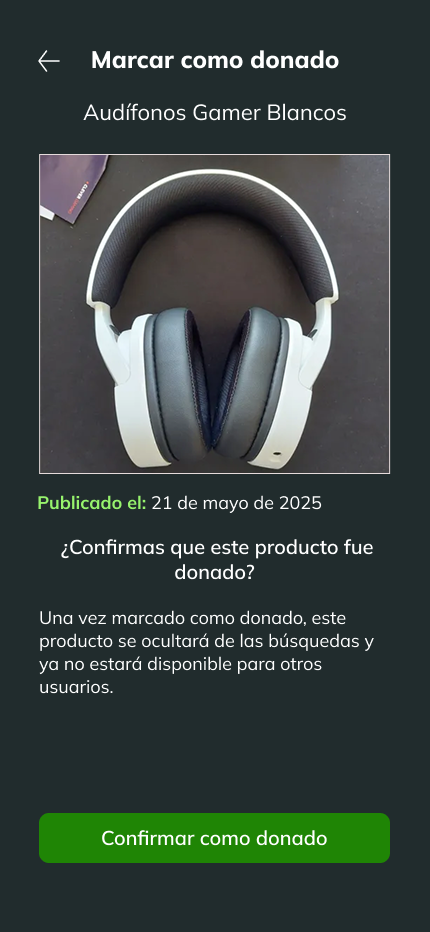 Marcar como donado
Audífonos Gamer Blancos
Publicado el: 21 de mayo de 2025
¿Confirmas que este producto fue
donado?
Una vez marcado como donado, este
producto se ocultará de las búsquedas y
ya no estará disponible para otros
usuarios.
Confirmar como donado